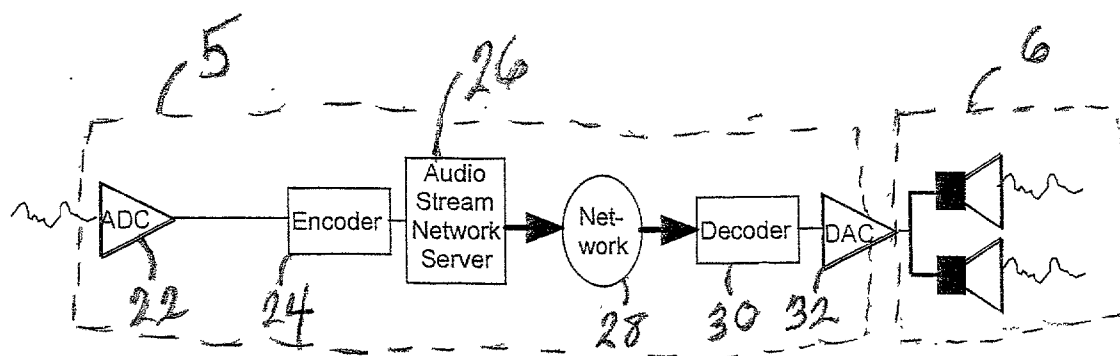 5
26
6
ADC
Encoder
Audio
Stream
Network
Server
Net-
work
Decoder
DAC
22
24
28
30
32